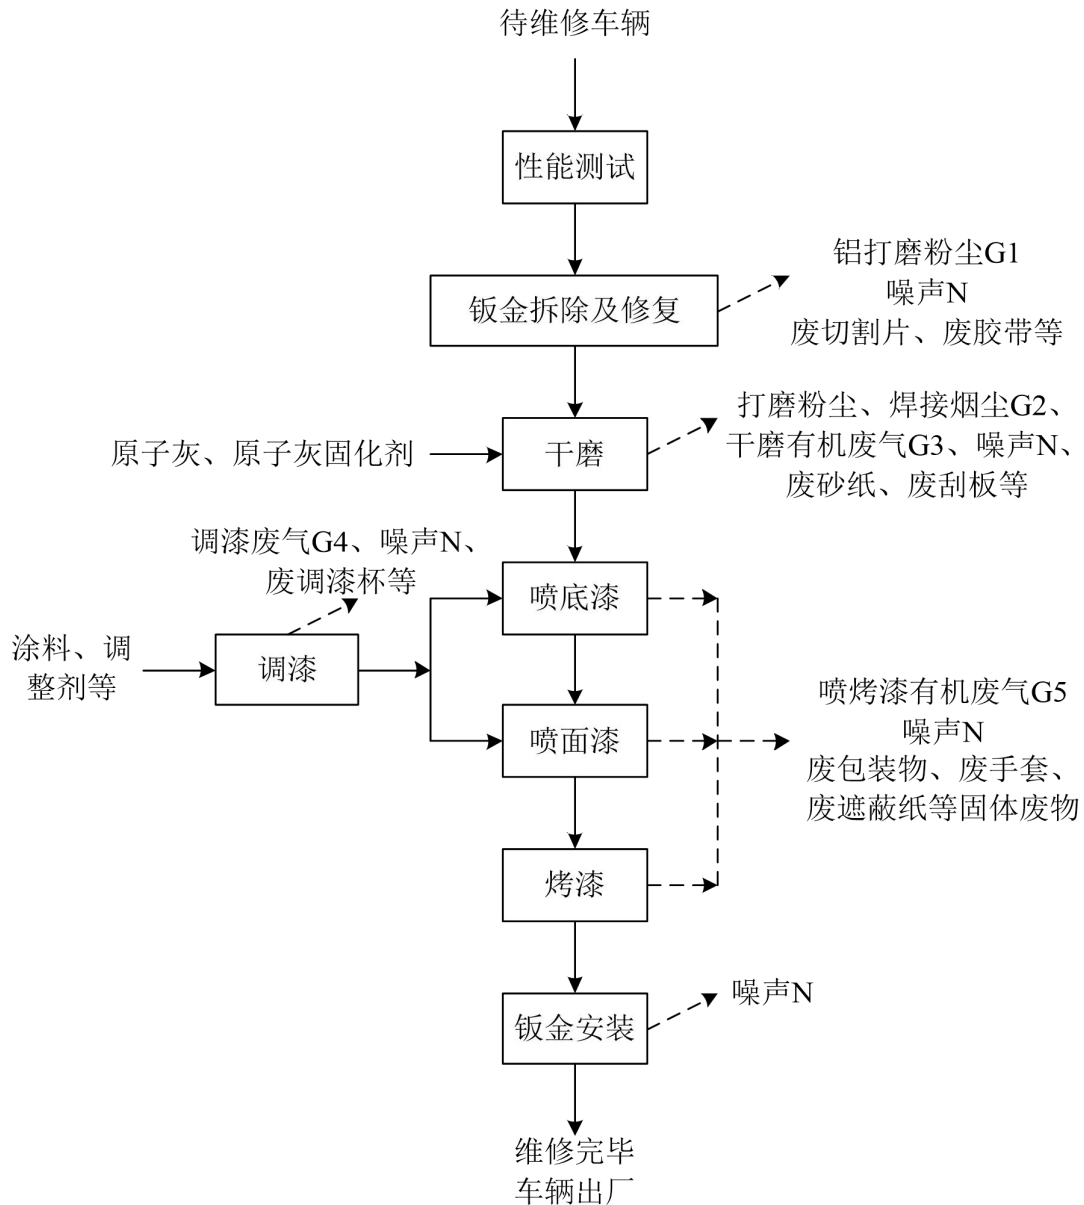 待维修车辆
性能测试
铝打磨粉尘G1
噪声N
废切割片、废胶带等
钣金拆除及修复
打磨粉尘、焊接烟尘G2、
干磨有机废气G3、噪声N、
废砂纸、废刮板等
原子灰、原子灰固化剂
干磨
调漆废气G4、噪声N、
废调漆杯等
喷底漆
涂料、调
整剂等
调漆
喷面漆
喷烤漆有机废气G5
噪声N
废包装物、废手套、
废遮蔽纸等固体废物
烤漆
钣金安装
噪声N
维修完毕
车辆出厂